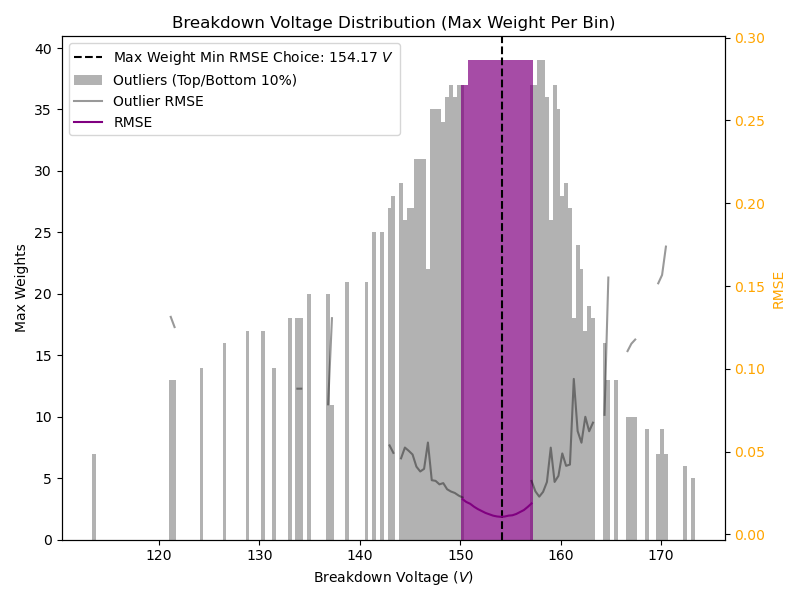 Breakdown Voltage Distribution (Max Weight Per Bin)
Max Weight Min RMSE Choice: 154.17 V
Outliers (Top/Bottom 10%)
Outlier RMSE
RMSE
Max Weights
40
35
30
25
20
15
10
5
0
0.30
0.25
0.20
0.15
0.10
0.05
0.00
RMSE
120 130 140 150 160 170
Breakdown Voltage (V)